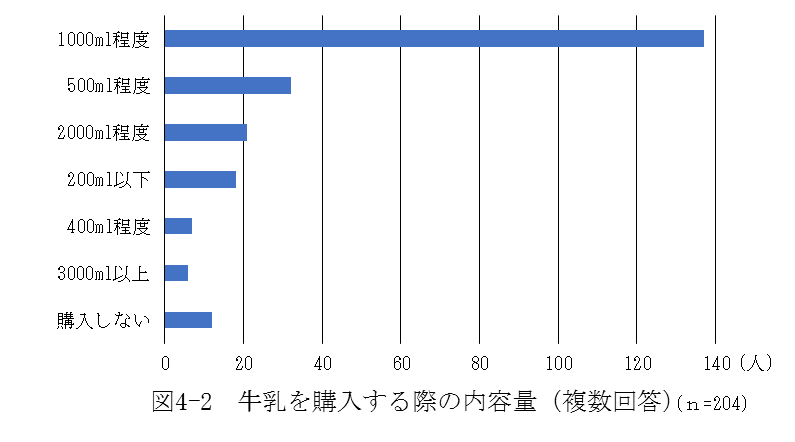 1000ml程度
500ml程度
2000ml程度
200ml以下
400ml程度
3000ml以上
購入しない
0 20 40 60 80 100 120 140 (人)
図4-2　牛乳を購入する際の内容量（複数回答）(ｎ=204)